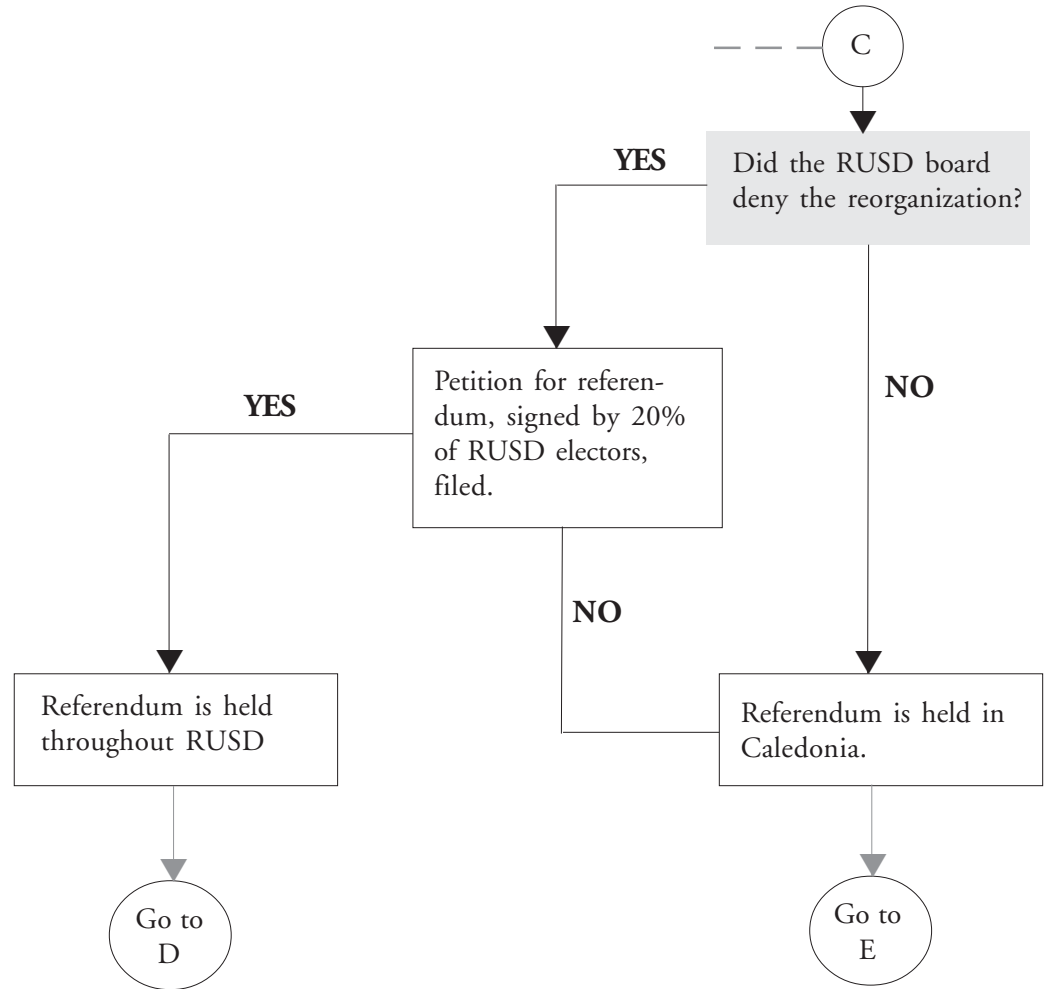 C
Did the RUSD board
deny the reorganization?
YES
Petition for referen-
dum, signed by 20%
of RUSD electors,
filed.
YES
NO
NO
Referendum is held
throughout RUSD
Referendum is held in
Caledonia.
Go to
D
Go to
E